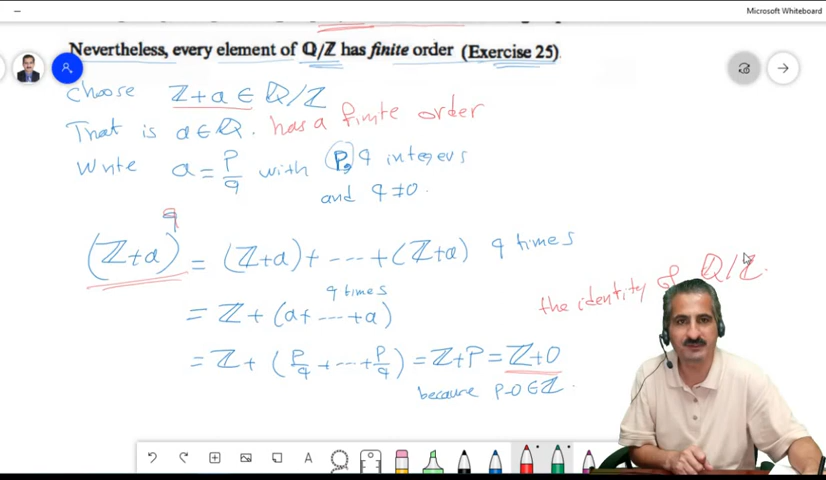 Microsoft Whiteboard
Nevertheless, every element of Q/Z has finite order (Exercise 25).
Choose ℤ+a ∈ ℚ/ℤ
That is a ∈ ℚ. has a finite order
Write a = P/q with P, q integers
and q ≠ 0.
(ℤ+a)^q = (ℤ+a) + ---- + (ℤ+a) q times
q times
= ℤ + (a + ---- + a)
the identity of ℚ/ℤ.
= ℤ + (P/q + --- + P/q) = ℤ+P = ℤ+0
because P-0 ∈ ℤ.